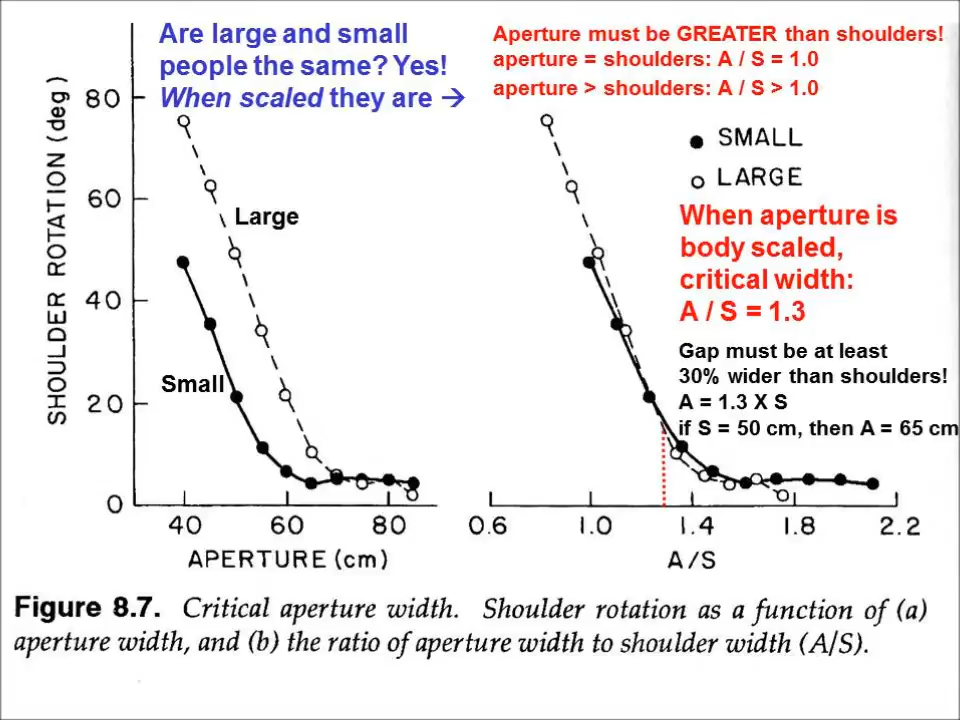 Are large and small
people the same? Yes!
When scaled they are →
Aperture must be GREATER than shoulders!
aperture = shoulders: A / S = 1.0
aperture > shoulders: A / S > 1.0
SHOULDER ROTATION (deg)
80
60
40
20
0
Large
Small
40 60 80
APERTURE (cm)
SMALL
LARGE
When aperture is
body scaled,
critical width:
A / S = 1.3
Gap must be at least
30% wider than shoulders!
A = 1.3 X S
if S = 50 cm, then A = 65 cm
0.6 1.0 1.4 1.8 2.2
A/S
Figure 8.7. Critical aperture width. Shoulder rotation as a function of (a)
aperture width, and (b) the ratio of aperture width to shoulder width (A/S).